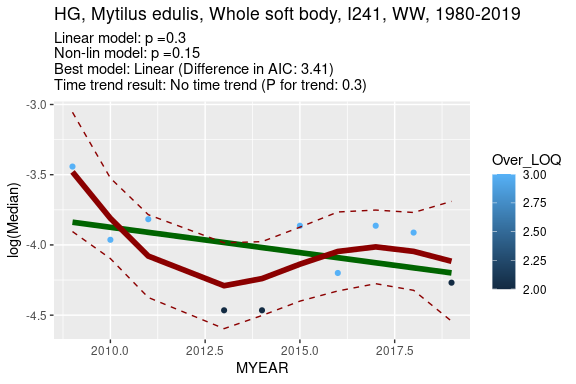 HG, Mytilus edulis, Whole soft body, I241, WW, 1980-2019
Linear model: p =0.3
Non-lin model: p =0.15
Best model: Linear (Difference in AIC: 3.41)
Time trend result: No time trend (P for trend: 0.3)
log(Median)
-3.0
-3.5
-4.0
-4.5
2010.0
2012.5
2015.0
2017.5
MYEAR
Over_LOQ
3.00
2.75
2.50
2.25
2.00